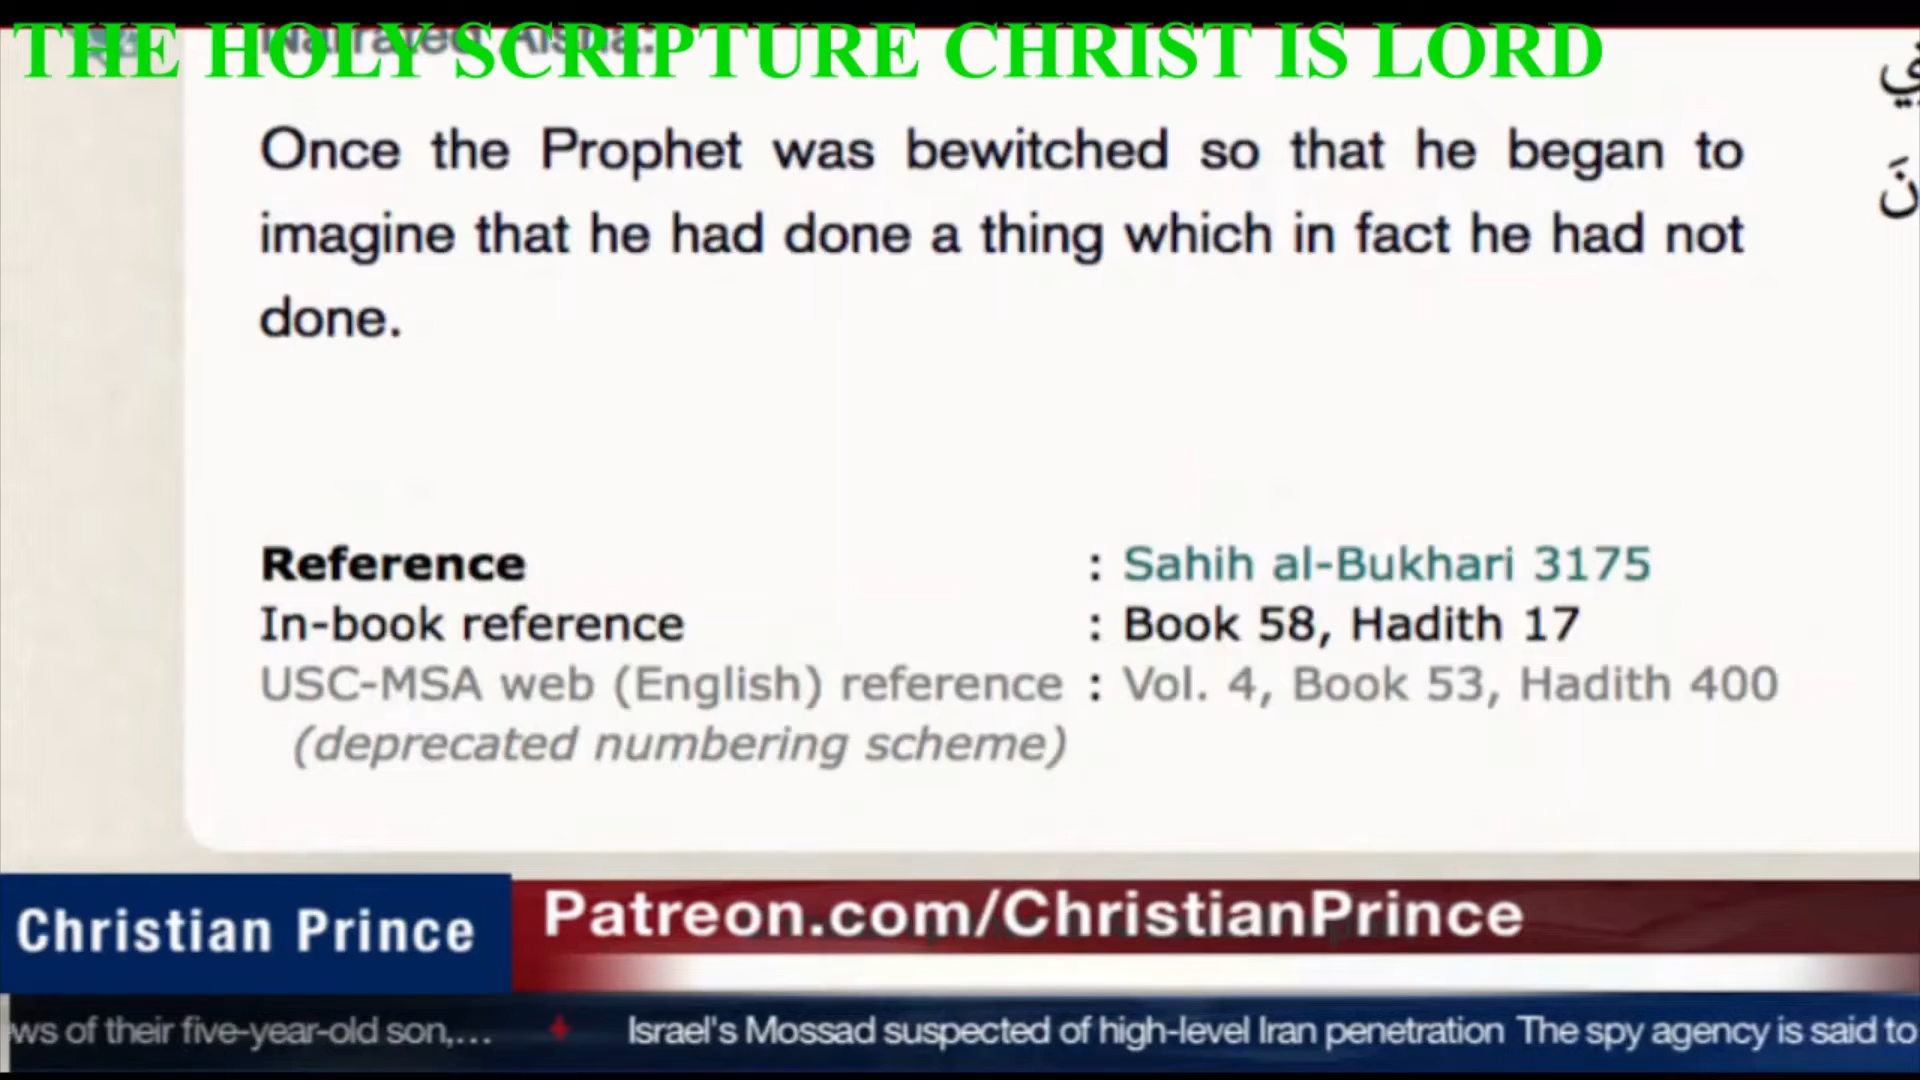 THE HOLY SCRIPTURE CHRIST IS LORD
Narrated Aisha:
Once the Prophet was bewitched so that he began to
imagine that he had done a thing which in fact he had not
done.
Reference : Sahih al-Bukhari 3175
In-book reference : Book 58, Hadith 17
USC-MSA web (English) reference : Vol. 4, Book 53, Hadith 400
(deprecated numbering scheme)
Christian Prince
Patreon.com/ChristianPrince
of their five-year-old son,... Israel's Mossad suspected of high-level Iran penetration The spy agency is said to